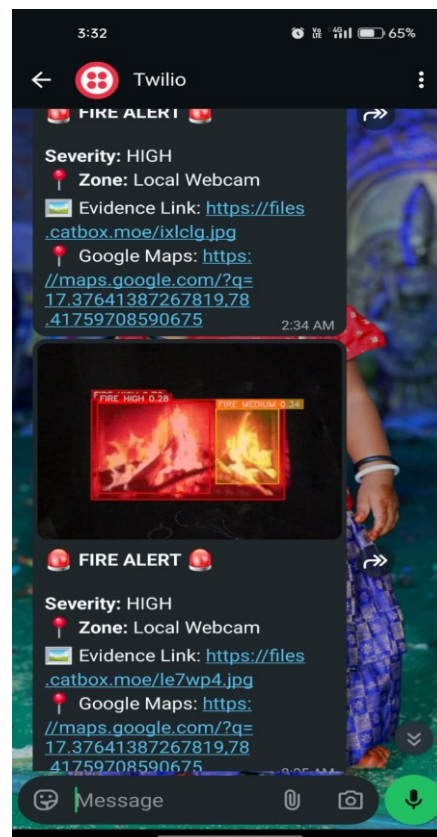 3:32
Vo LTE 4G 65%
Twilio
🚨 FIRE ALERT 🚨
Severity: HIGH
📍 Zone: Local Webcam
🖼️ Evidence Link: https://files
.catbox.moe/ixlclg.jpg
📍 Google Maps: https:
//maps.google.com/?q=
17.37641387267819,78
.41759708590675
2:34 AM
FIRE HIGH 0.28
FIRE MEDIUM 0.34
🚨 FIRE ALERT 🚨
Severity: HIGH
📍 Zone: Local Webcam
🖼️ Evidence Link: https://files
.catbox.moe/le7wp4.jpg
📍 Google Maps: https:
//maps.google.com/?q=
17.37641387267819,78
.41759708590675
Message